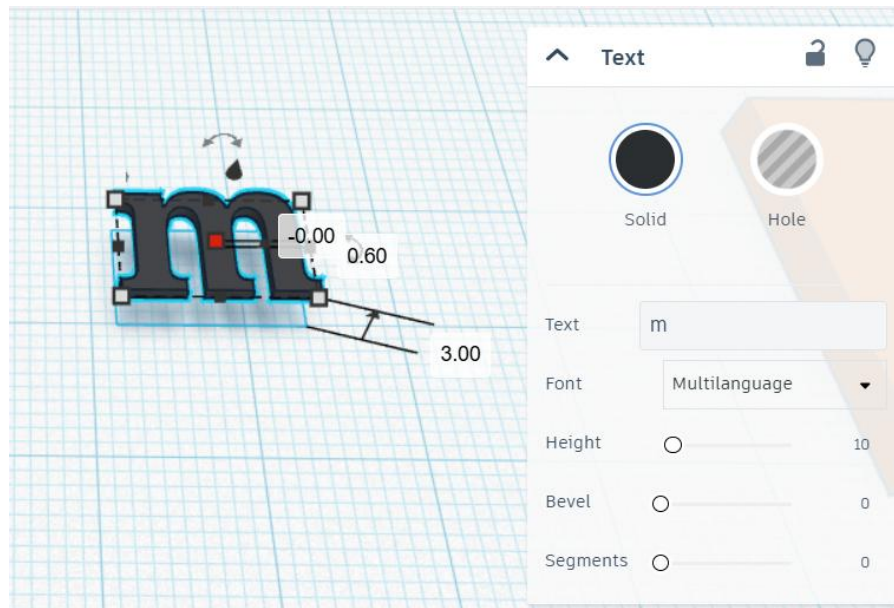 Text
Solid
Hole
m
-0.00
0.60
3.00
Text
m
Font
Multilanguage
Height
10
Bevel
0
Segments
0